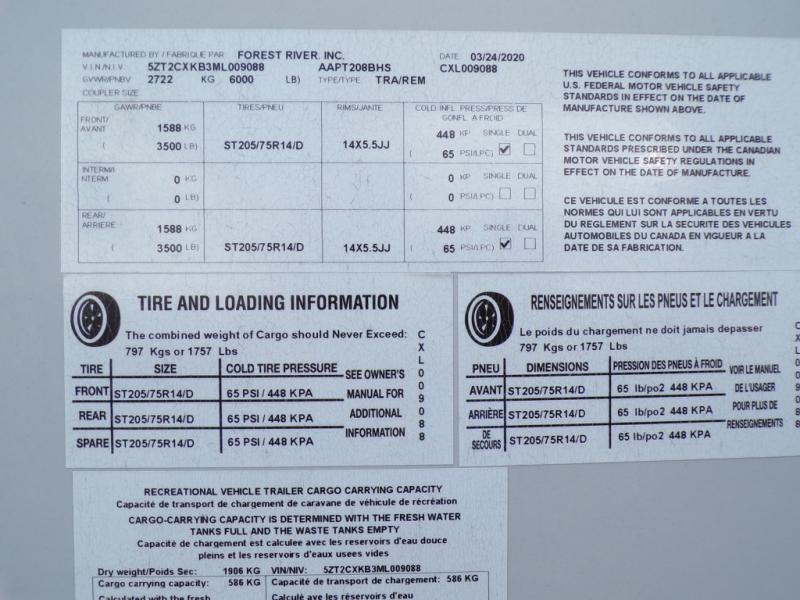 MANUFACTURED BY / FABRIQUE PAR FOREST RIVER, INC. DATE 03/24/2020
V I N / N I V 5ZT2CXKB3ML009088 AAPT208BHS CXL009088
GVWR/PNBV 2722 KG 6000 LB) TYPE/TYPE TRA/REM
COUPLER SIZE
GAWR/PNBE TIRES/PNEU RIMS/JANTE COLD INFL PRESS/PRESS DE
GONFL A FROID
FRONT/
AVANT 1588 KG 448 KP SINGLE DUAL
( 3500 LB) ST205/75R14/D 14X5.5JJ ( 65 PSI/LPC)
INTERM/I
NTERM 0 KG 0 KP SINGLE DUAL
( 0 LB) ( 0 PSI/LPC)
REAR/
ARRIERE 1588 KG 448 KP SINGLE DUAL
( 3500 LB) ST205/75R14/D 14X5.5JJ ( 65 PSI/LPC)
THIS VEHICLE CONFORMS TO ALL APPLICABLE
U.S. FEDERAL MOTOR VEHICLE SAFETY
STANDARDS IN EFFECT ON THE DATE OF
MANUFACTURE SHOWN ABOVE.
THIS VEHICLE CONFORMS TO ALL APPLICABLE
STANDARDS PRESCRIBED UNDER THE CANADIAN
MOTOR VEHICLE SAFETY REGULATIONS IN
EFFECT ON THE DATE OF MANUFACTURE.
CE VEHICULE EST CONFORME A TOUTES LES
NORMES QUI LUI SONT APPLICABLES EN VERTU
DU REGLEMENT SUR LA SECURITE DES VEHICULES
AUTOMOBILES DU CANADA EN VIGUEUR A LA
DATE DE SA FABRICATION.
TIRE AND LOADING INFORMATION
The combined weight of Cargo should Never Exceed:
797 Kgs or 1757 Lbs
TIRE SIZE COLD TIRE PRESSURE
FRONT ST205/75R14/D 65 PSI / 448 KPA
REAR ST205/75R14/D 65 PSI / 448 KPA
SPARE ST205/75R14/D 65 PSI / 448 KPA
SEE OWNER'S
MANUAL FOR
ADDITIONAL
INFORMATION
CXL009088
RENSEIGNEMENTS SUR LES PNEUS ET LE CHARGEMENT
Le poids du chargement ne doit jamais depasser
797 Kgs or 1757 Lbs
PNEU DIMENSIONS PRESSION DES PNEUS À FROID
AVANT ST205/75R14/D 65 lb/po2 448 KPA
ARRIÈRE ST205/75R14/D 65 lb/po2 448 KPA
DE
SECOURS ST205/75R14/D 65 lb/po2 448 KPA
VOIR LE MANUEL
DE L'USAGER
POUR PLUS DE
RENSEIGNEMENTS
CXL009088
RECREATIONAL VEHICLE TRAILER CARGO CARRYING CAPACITY
Capacité de transport de chargement de caravane de véhicule de récréation
CARGO-CARRYING CAPACITY IS DETERMINED WITH THE FRESH WATER
TANKS FULL AND THE WASTE TANKS EMPTY
Capacité de chargement est calculee avec les reservoirs d'eau douce
pleins et les reservoirs d'eaux usees vides
Dry weight/Poids Sec: 1906 KG VIN/NIV: 5ZT2CXKB3ML009088
Cargo carrying capacity: 586 KG Capacité de transport de chargement: 586 KG
Calculated with the fresh Calculé ave les réservoirs d'eau